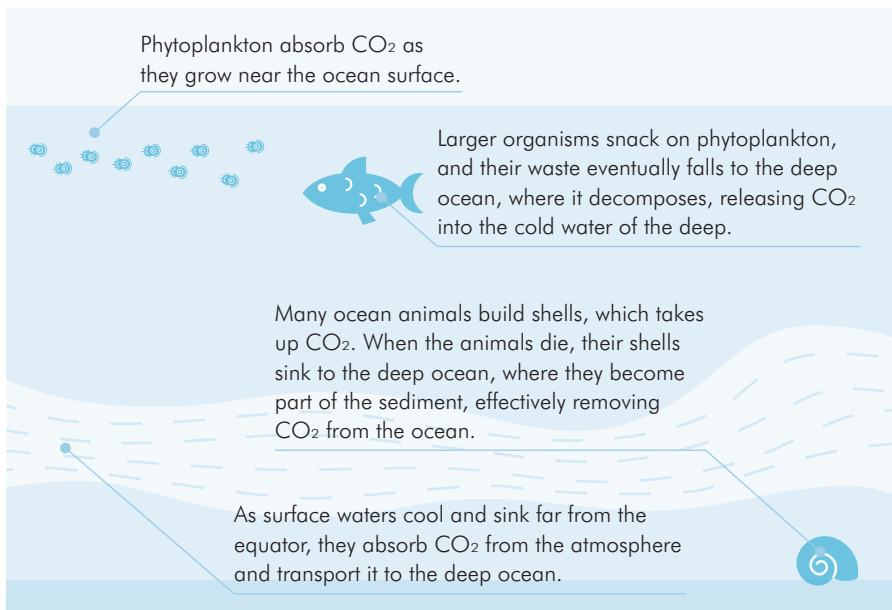 Phytoplankton absorb CO₂ as
they grow near the ocean surface.
Larger organisms snack on phytoplankton,
and their waste eventually falls to the deep
ocean, where it decomposes, releasing CO₂
into the cold water of the deep.
Many ocean animals build shells, which takes
up CO₂. When the animals die, their shells
sink to the deep ocean, where they become
part of the sediment, effectively removing
CO₂ from the ocean.
As surface waters cool and sink far from the
equator, they absorb CO₂ from the atmosphere
and transport it to the deep ocean.